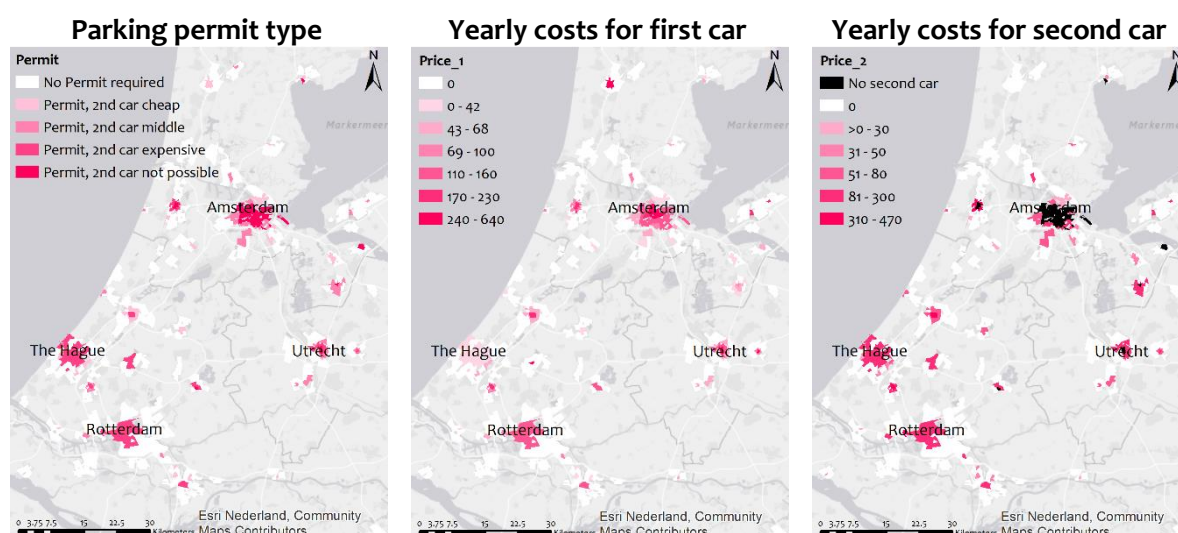 Parking permit type
Permit
No Permit required
Permit, 2nd car cheap
Permit, 2nd car middle
Permit, 2nd car expensive
Permit, 2nd car not possible
N
Markermeer
Amsterdam
The Hague
Utrecht
Rotterdam
0 3.75 7.5 15 22.5 30
Kilometers
Esri Nederland, Community
Maps Contributors
Yearly costs for first car
Price_1
0
0 - 42
43 - 68
69 - 100
110 - 160
170 - 230
240 - 640
N
Markermeer
Amsterdam
The Hague
Utrecht
Rotterdam
0 3.75 7.5 15 22.5 30
Kilometers
Esri Nederland, Community
Maps Contributors
Yearly costs for second car
Price_2
No second car
0
>0 - 30
31 - 50
51 - 80
81 - 300
310 - 470
N
Markermeer
Amsterdam
The Hague
Utrecht
Rotterdam
0 3.75 7.5 15 22.5 30
Kilometers
Esri Nederland, Community
Maps Contributors